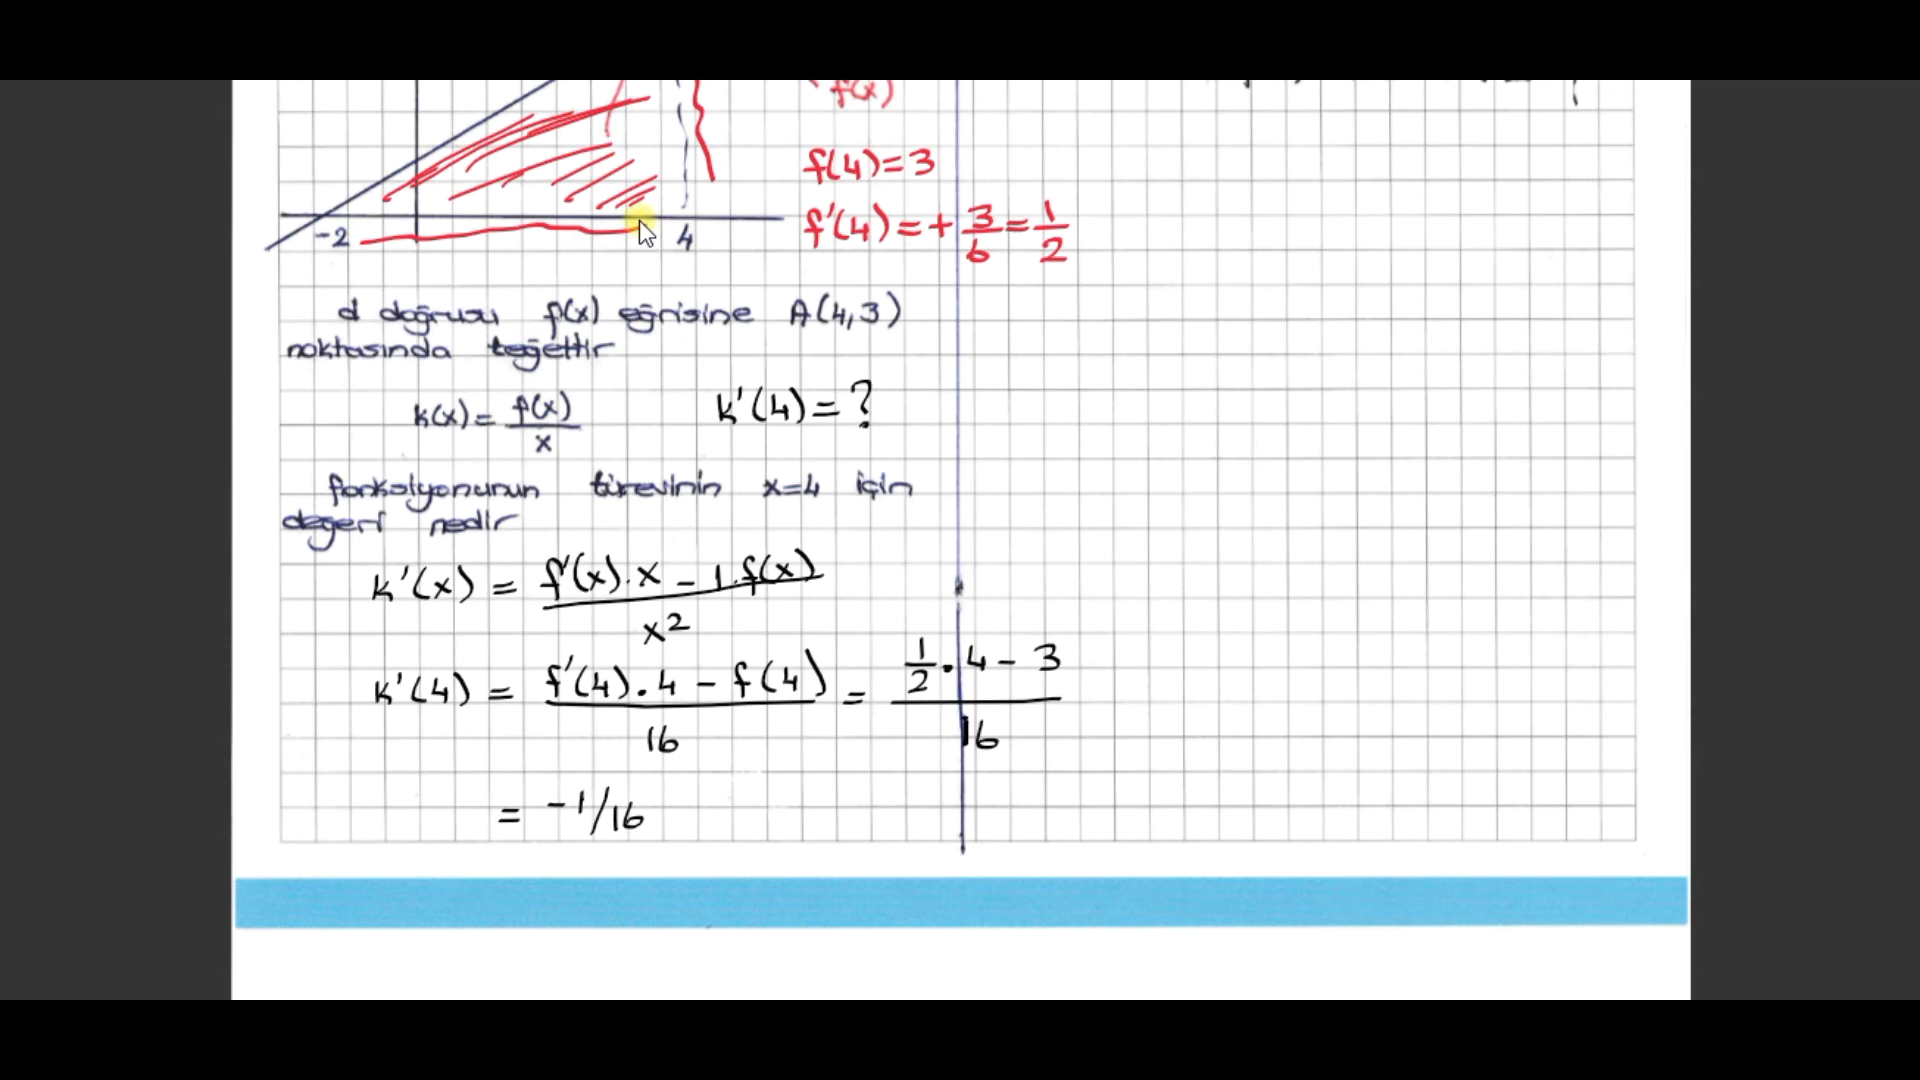 f(x)
f(4)=3
f'(4)=+3/6=1/2
-2
4
d doğrusu f(x) eğrisine A(4,3)
noktasında teğettir
k(x)=f(x)/x
k'(4)=?
fonksiyonunun türevinin x=4 için
değeri nedir
k'(x) = f'(x).x - 1.f(x)/x²
k'(4) = f'(4).4 - f(4)/16 = 1/2.4-3/16
= -1/16